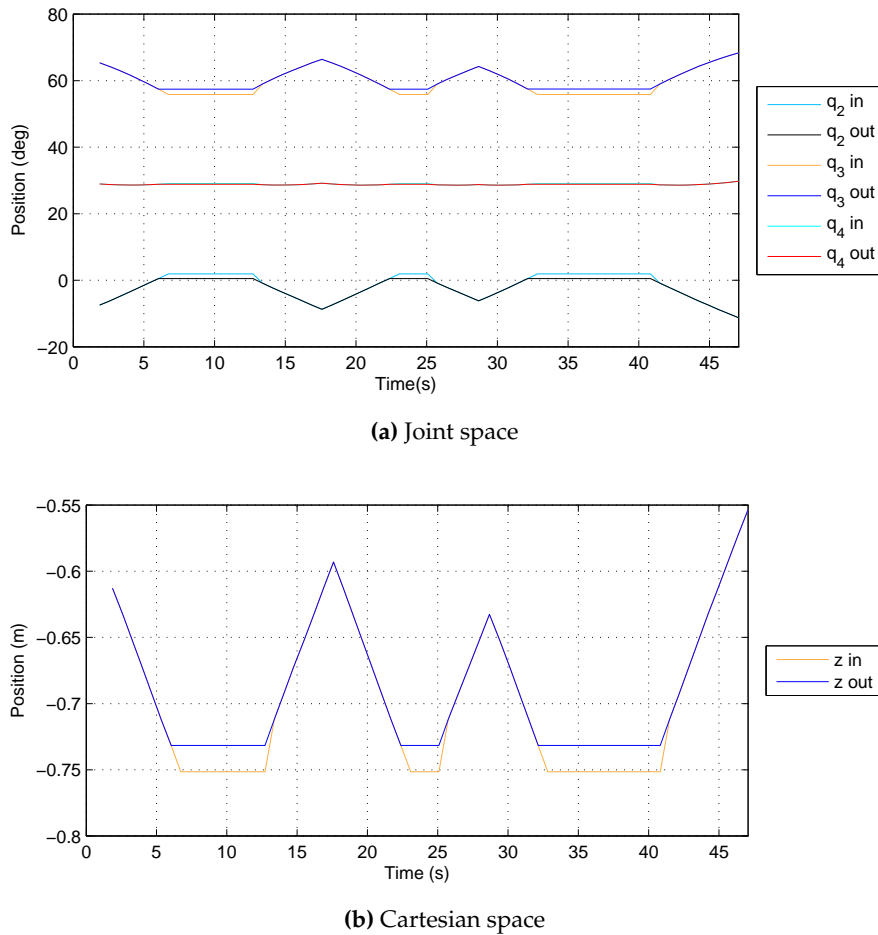 80
60
40
20
0
−20
Position (deg)
0 5 10 15 20 25 30 35 40 45
Time(s)
q2 in
q2 out
q3 in
q3 out
q4 in
q4 out
(a) Joint space
−0.55
−0.6
−0.65
−0.7
−0.75
−0.8
Position (m)
0 5 10 15 20 25 30 35 40 45
Time (s)
z in
z out
(b) Cartesian space